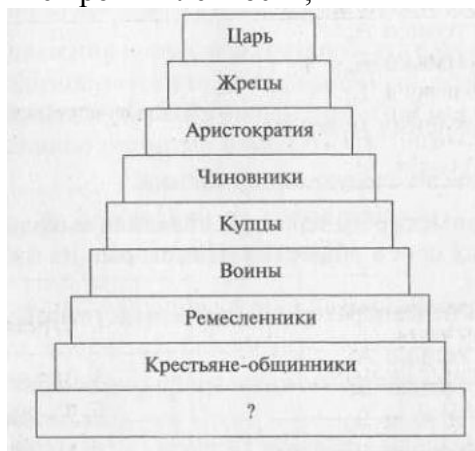 Царь
Жрецы
Аристократия
Чиновники
Купцы
Воины
Ремесленники
Крестьяне-общинники
?